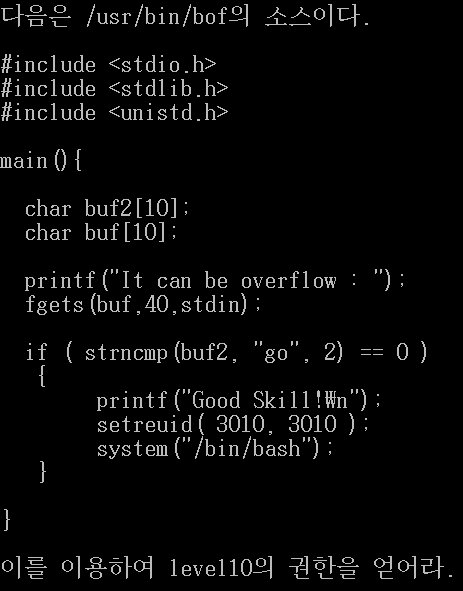 다음은 /usr/bin/bof의 소스이다.
#include <stdio.h>
#include <stdlib.h>
#include <unistd.h>
main(){
char buf2[10];
char buf[10];
printf("It can be overflow : ");
fgets(buf,40,stdin);
if ( strncmp(buf2, "go", 2) == 0 )
{
printf("Good Skill!₩n");
setreuid( 3010, 3010 );
system("/bin/bash");
}
}
이를 이용하여 level10의 권한을 얻어라.